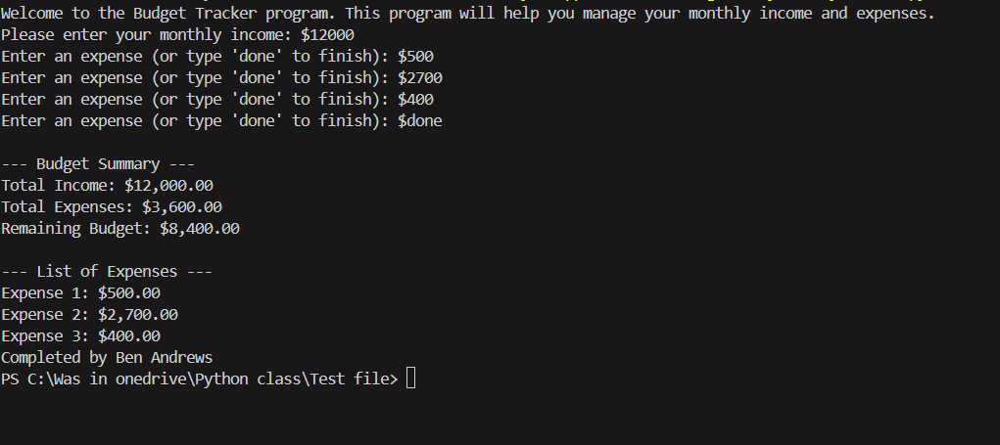 Welcome to the Budget Tracker program. This program will help you manage your monthly income and expenses.
Please enter your monthly income: $12000
Enter an expense (or type 'done' to finish): $500
Enter an expense (or type 'done' to finish): $2700
Enter an expense (or type 'done' to finish): $400
Enter an expense (or type 'done' to finish): $done
--- Budget Summary ---
Total Income: $12,000.00
Total Expenses: $3,600.00
Remaining Budget: $8,400.00
--- List of Expenses ---
Expense 1: $500.00
Expense 2: $2,700.00
Expense 3: $400.00
Completed by Ben Andrews
PS C:\Was in onedrive\Python class\Test file>